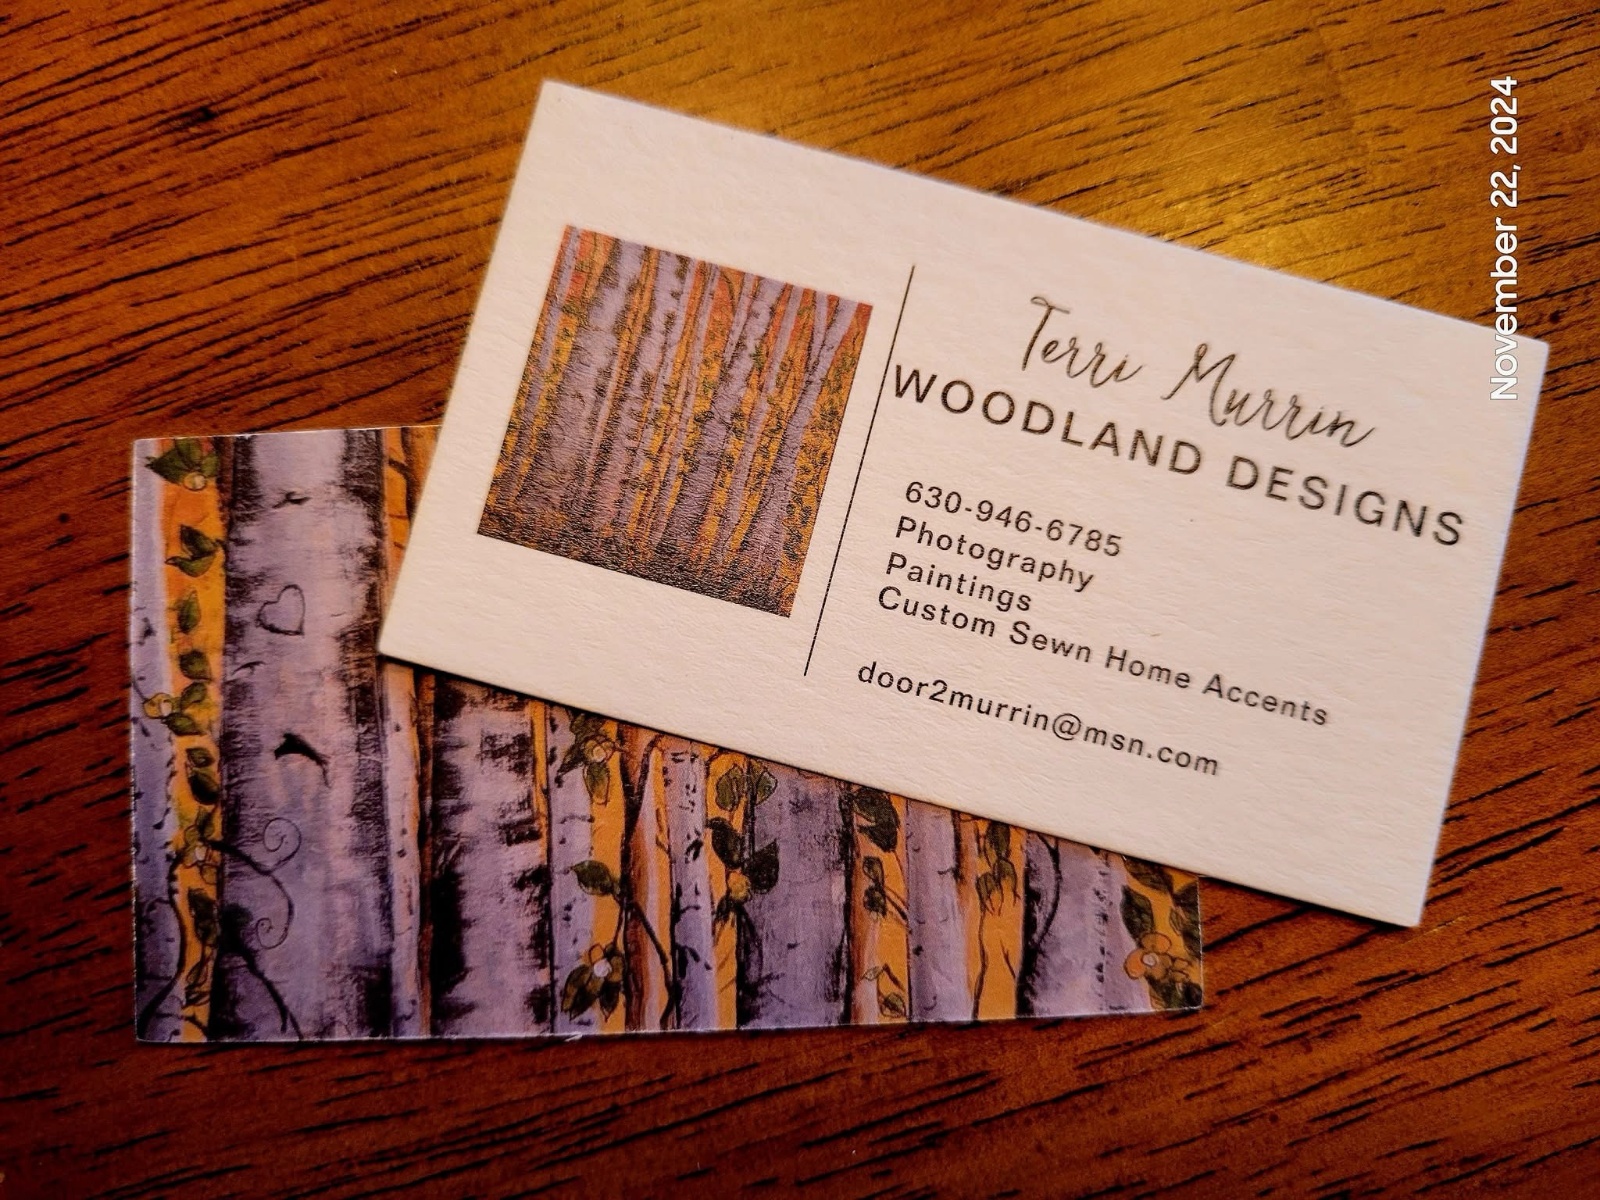 Terri Murrin
WOODLAND DESIGNS
630-946-6785
Photography
Paintings
Custom Sewn Home Accents
door2murrin@msn.com
November 22, 2024